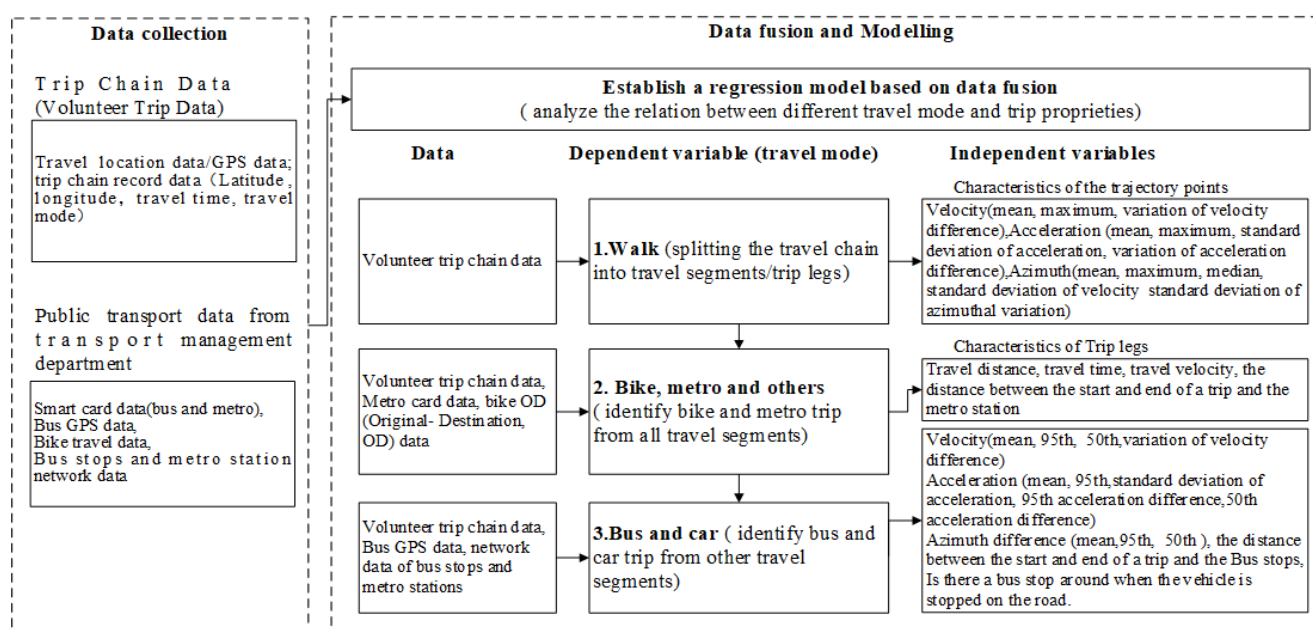 Data collection
Trip Chain Data
(Volunteer Trip Data)
Travel location data/GPS data;
trip chain record data（Latitude,
longitude, travel time, travel
mode）
Public transport data from
transport management
department
Smart card data(bus and metro),
Bus GPS data,
Bike travel data,
Bus stops and metro station
network data
Data fusion and Modelling
Establish a regression model based on data fusion
( analyze the relation between different travel mode and trip proprieties)
Data
Dependent variable (travel mode)
Independent variables
Volunteer trip chain data
1.Walk (splitting the travel chain
into travel segments/trip legs)
Characteristics of the trajectory points
Velocity(mean, maximum, variation of velocity
difference),Acceleration (mean, maximum, standard
deviation of acceleration, variation of acceleration
difference),Azimuth(mean, maximum, median,
standard deviation of velocity standard deviation of
azimuthal variation)
Volunteer trip chain data,
Metro card data, bike OD
(Original- Destination,
OD) data
2. Bike, metro and others
( identify bike and metro trip
from all travel segments)
Characteristics of Trip legs
Travel distance, travel time, travel velocity, the
distance between the start and end of a trip and the
metro station
Volunteer trip chain data,
Bus GPS data, network
data of bus stops and
metro stations
3.Bus and car ( identify bus and
car trip from other travel
segments)
Velocity(mean, 95th, 50th,variation of velocity
difference)
Acceleration (mean, 95th,standard deviation of
acceleration, 95th acceleration difference,50th
acceleration difference)
Azimuth difference (mean,95th, 50th ), the distance
between the start and end of a trip and the Bus stops,
Is there a bus stop around when the vehicle is
stopped on the road.